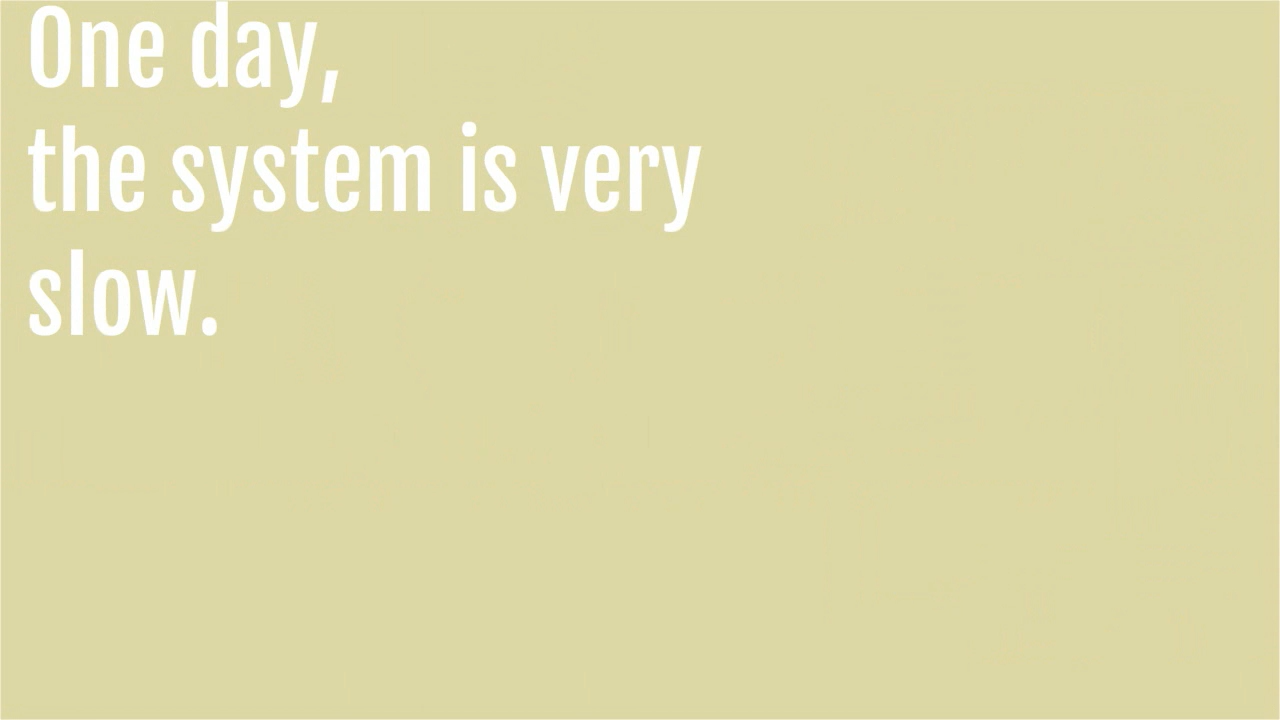 One day,
the system is very
slow.